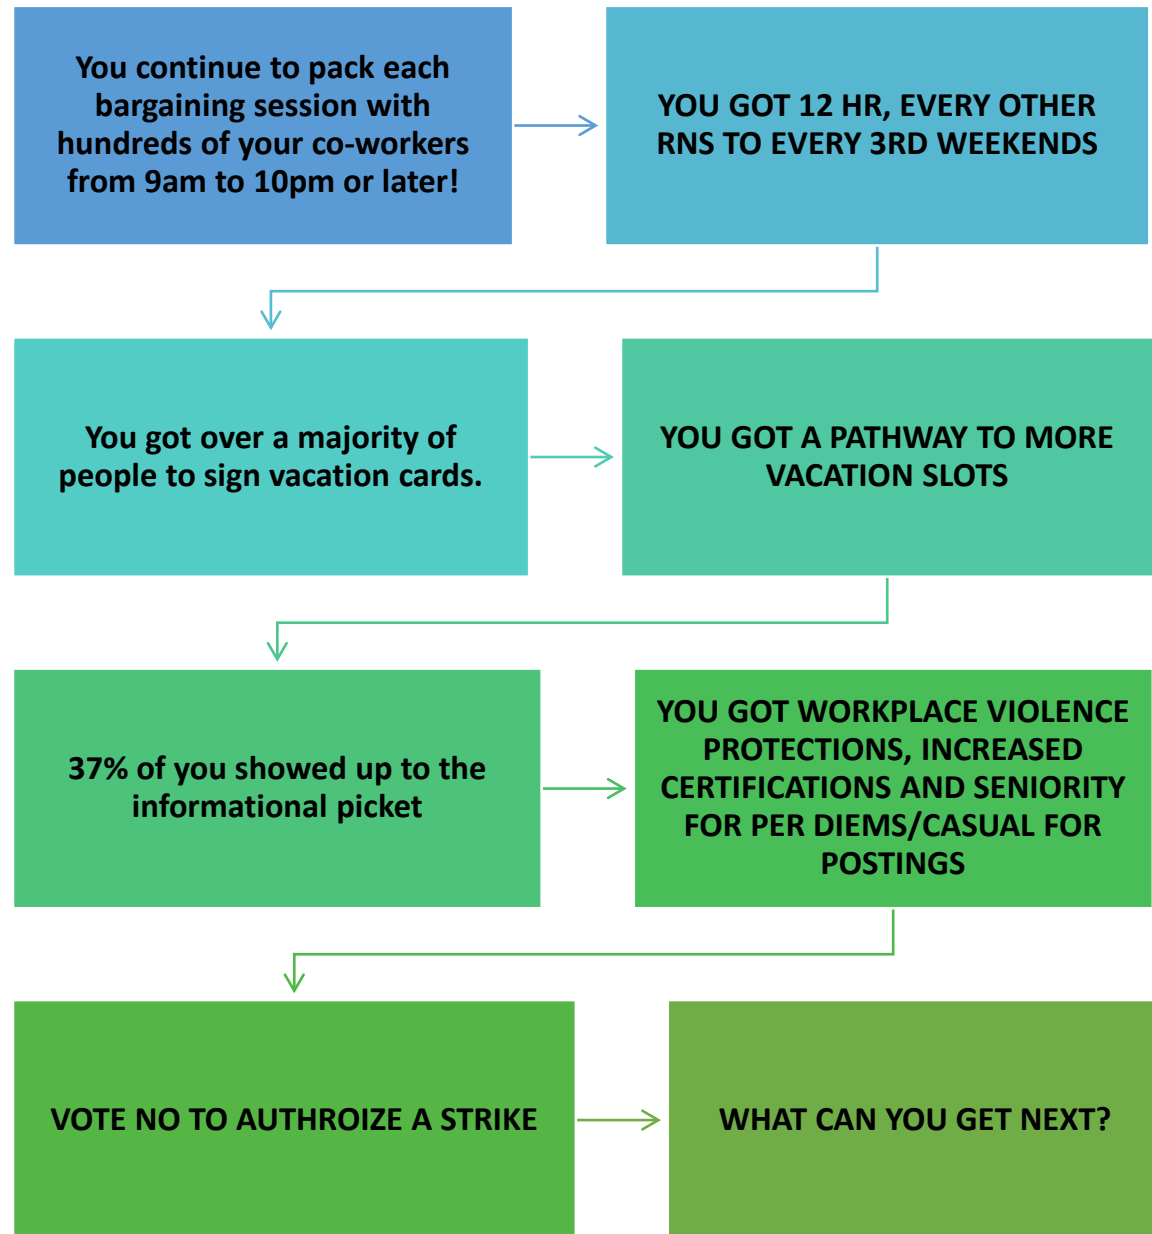 You continue to pack each
bargaining session with
hundreds of your co-workers
from 9am to 10pm or later!
YOU GOT 12 HR, EVERY OTHER
RNS TO EVERY 3RD WEEKENDS
You got over a majority of
people to sign vacation cards.
YOU GOT A PATHWAY TO MORE
VACATION SLOTS
37% of you showed up to the
informational picket
YOU GOT WORKPLACE VIOLENCE
PROTECTIONS, INCREASED
CERTIFICATIONS AND SENIORITY
FOR PER DIEMS/CASUAL FOR
POSTINGS
VOTE NO TO AUTHROIZE A STRIKE
WHAT CAN YOU GET NEXT?